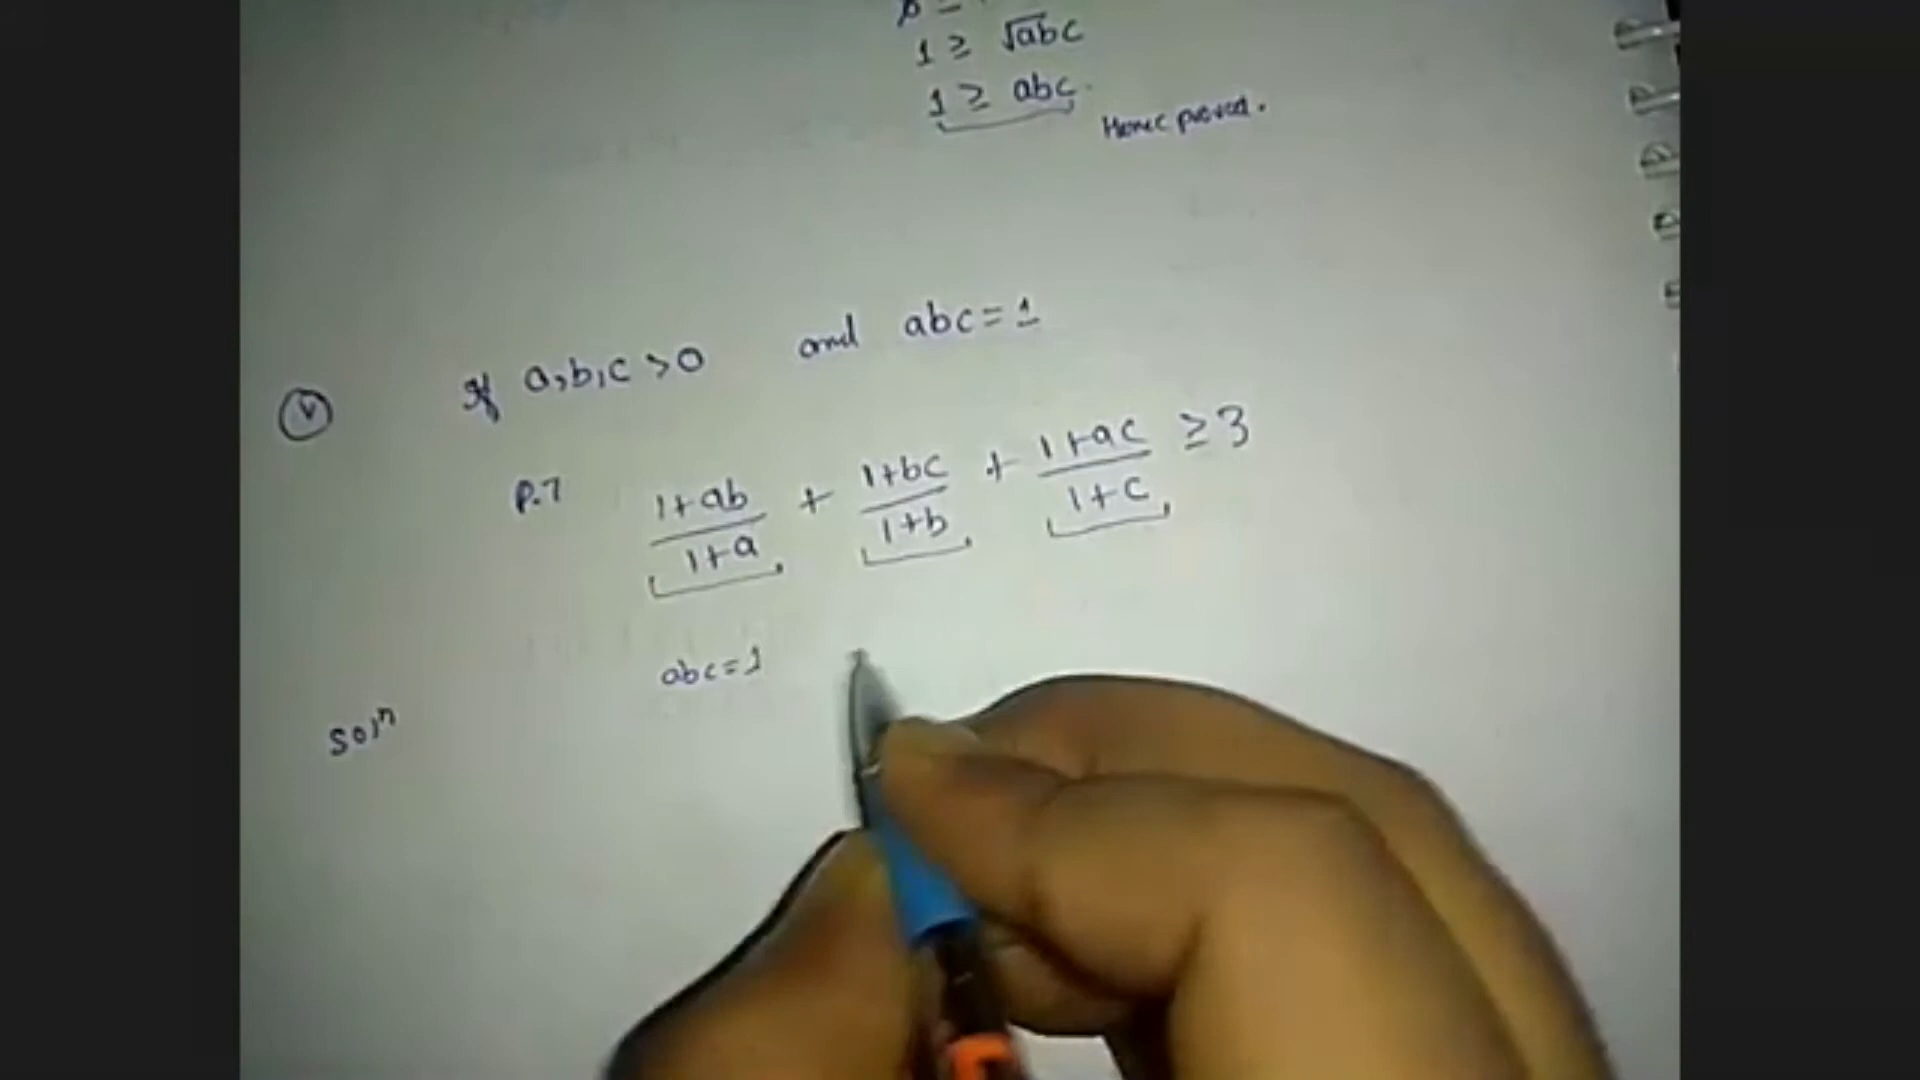 1 ≥ √abc
1 ≥ abc.
Hence proved.
(v) If a,b,c >0 and abc=1
P.T (1+ab)/(1+a) + (1+bc)/(1+b) + (1+ac)/(1+c) ≥3
abc=1
Solⁿ